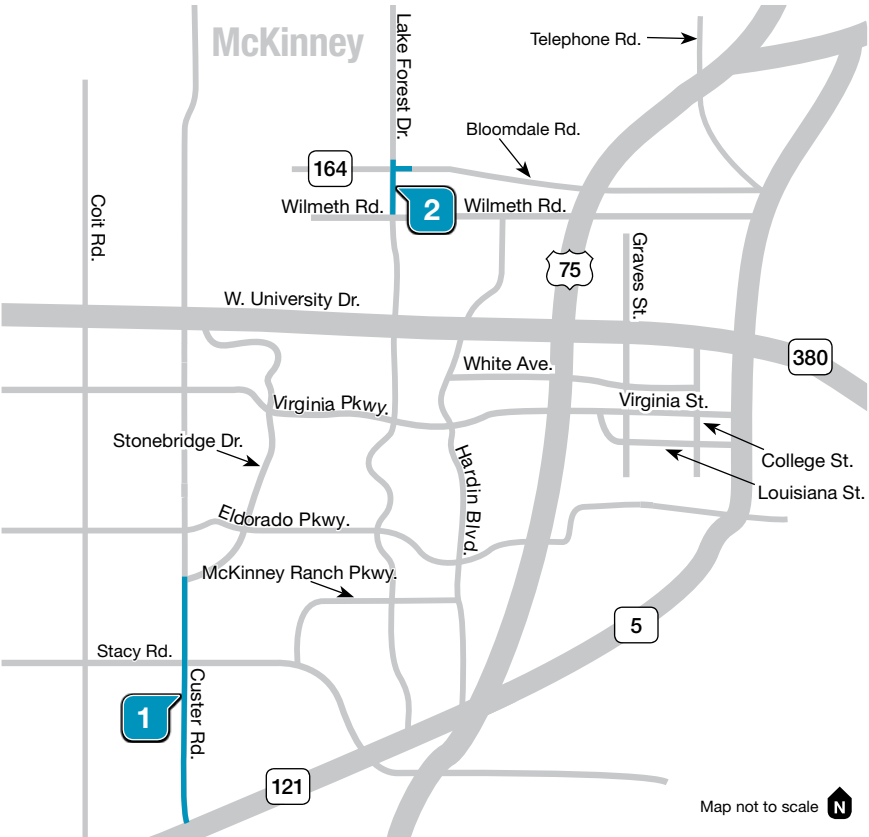 McKinney
Lake Forest Dr.
Telephone Rd.
Bloomdale Rd.
164
Wilmeth Rd.
2
Wilmeth Rd.
Coit Rd.
75
Graves St.
W. University Dr.
380
White Ave.
Virginia Pkwy.
Virginia St.
Stonebridge Dr.
College St.
Louisiana St.
Hardin Blvd.
Eldorado Pkwy.
McKinney Ranch Pkwy.
5
Stacy Rd.
Custer Rd.
1
121
Map not to scale
N